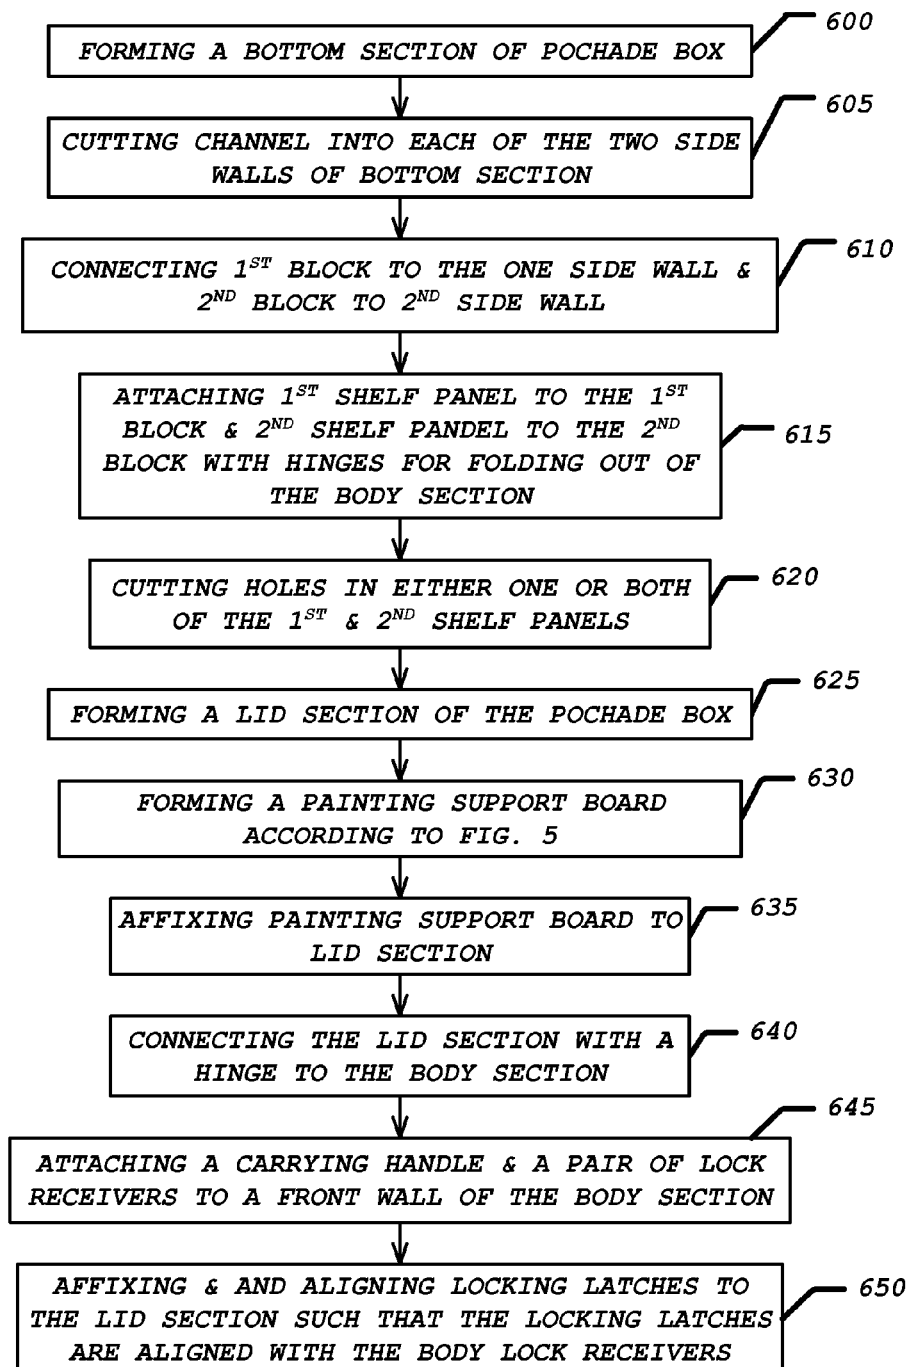 600
FORMING A BOTTOM SECTION OF POCHADE BOX
605
CUTTING CHANNEL INTO EACH OF THE TWO SIDE
WALLS OF BOTTOM SECTION
610
CONNECTING 1ST BLOCK TO THE ONE SIDE WALL &
2ND BLOCK TO 2ND SIDE WALL
ATTACHING 1ST SHELF PANEL TO THE 1ST
BLOCK & 2ND SHELF PANDEL TO THE 2ND
BLOCK WITH HINGES FOR FOLDING OUT OF
THE BODY SECTION
615
620
CUTTING HOLES IN EITHER ONE OR BOTH
OF THE 1ST & 2ND SHELF PANELS
625
FORMING A LID SECTION OF THE POCHADE BOX
630
FORMING A PAINTING SUPPORT BOARD
ACCORDING TO FIG. 5
635
AFFIXING PAINTING SUPPORT BOARD TO
LID SECTION
640
CONNECTING THE LID SECTION WITH A
HINGE TO THE BODY SECTION
645
ATTACHING A CARRYING HANDLE & A PAIR OF LOCK
RECEIVERS TO A FRONT WALL OF THE BODY SECTION
650
AFFIXING & AND ALIGNING LOCKING LATCHES TO
THE LID SECTION SUCH THAT THE LOCKING LATCHES
ARE ALIGNED WITH THE BODY LOCK RECEIVERS